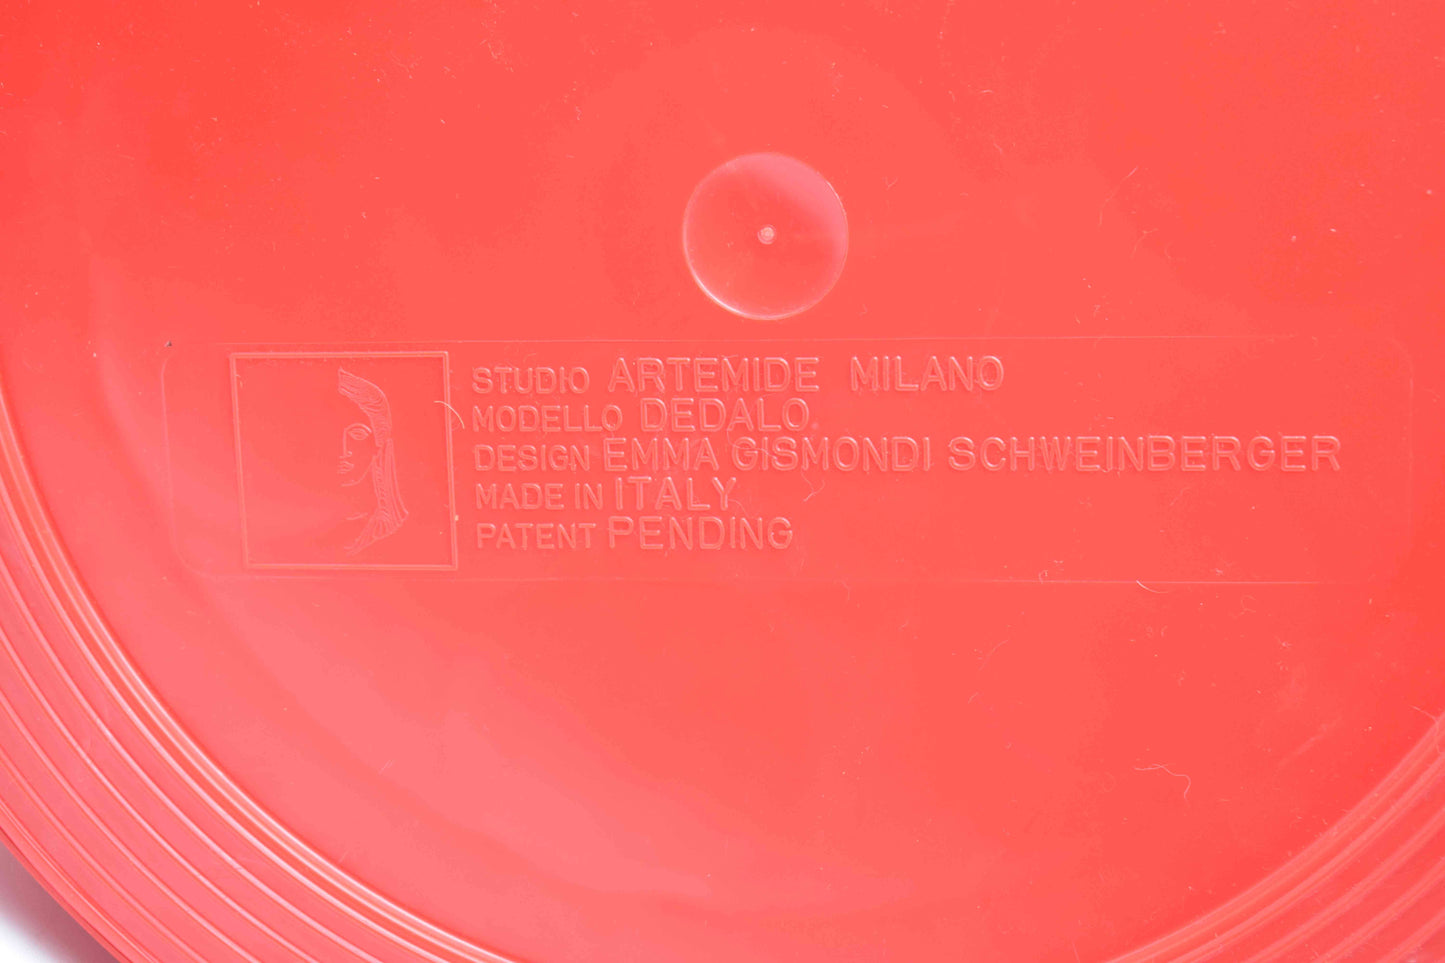 STUDIO ARTEMIDE MILANO
MODELLO DEDALO
DESIGN EMMA GISMONDI SCHWEINBERGER
MADE IN ITALY
PATENT PENDING